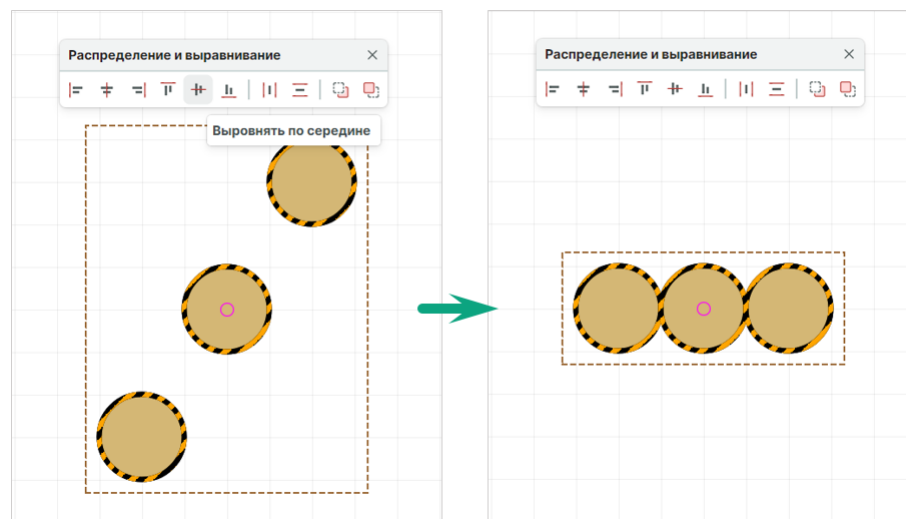 Распределение и выравнивание
Выровнять по середине
Распределение и выравнивание